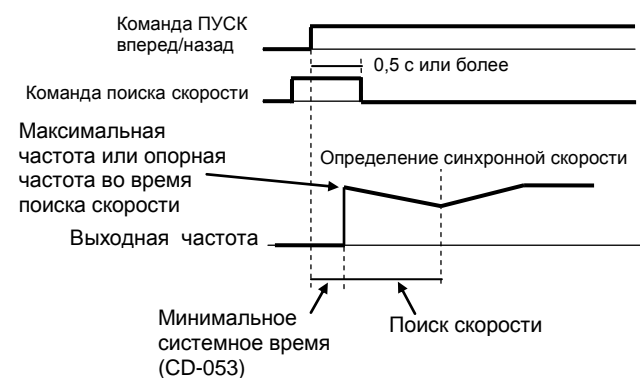 Команда ПУСК
вперед/назад
0,5 с или более
Команда поиска скорости
Максимальная
частота или опорная
частота во время
поиска скорости
Определение синхронной скорости
Выходная частота
Минимальное
системное время
(CD-053)
Поиск скорости